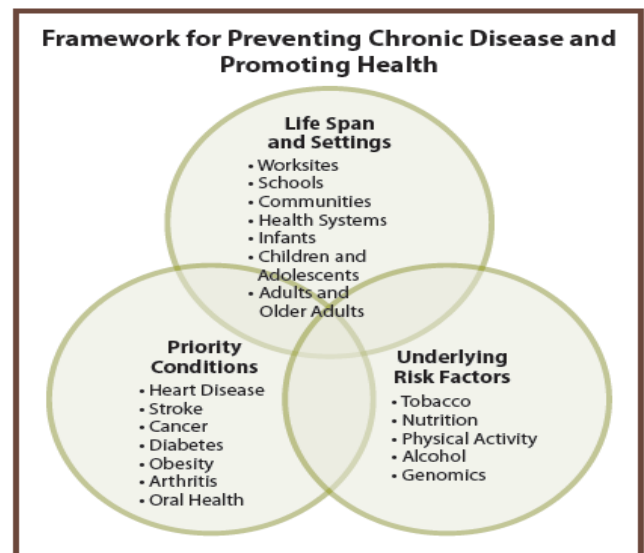 Framework for Preventing Chronic Disease and
Promoting Health
Life Span
and Settings
• Worksites
• Schools
• Communities
• Health Systems
• Infants
• Children and
Adolescents
• Adults and
Older Adults
Priority
Conditions
• Heart Disease
• Stroke
• Cancer
• Diabetes
• Obesity
• Arthritis
• Oral Health
Underlying
Risk Factors
• Tobacco
• Nutrition
• Physical Activity
• Alcohol
• Genomics